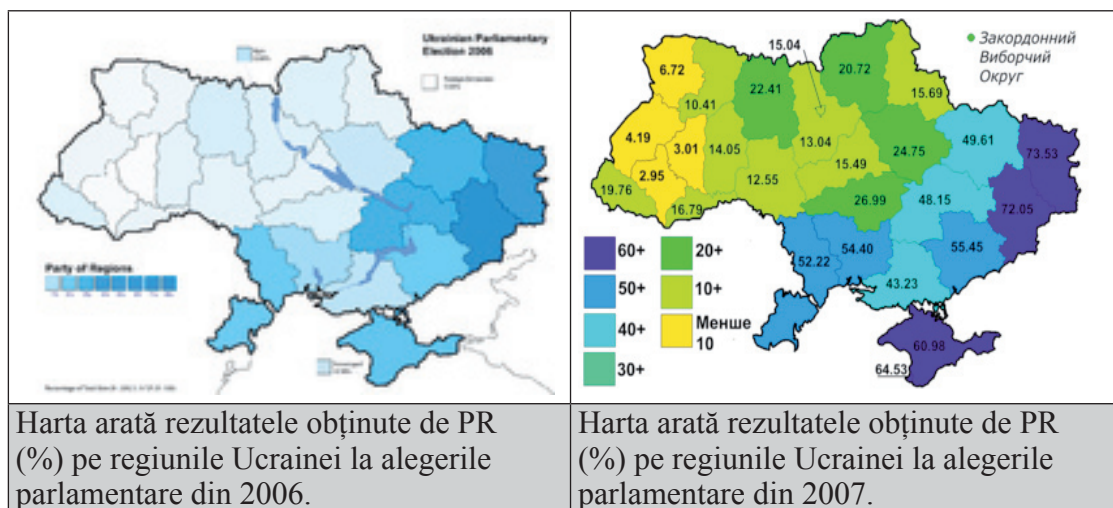 Ukrainian Parliamentary
Election 2006
Party of Regions
15.04
Закордонний
Виборчий
Округ
6.72
10.41
22.41
20.72
15.69
4.19
3.01
14.05
13.04
24.75
49.61
73.53
2.95
12.55
15.49
19.76
16.79
26.99
48.15
72.05
60+
20+
54.40
55.45
52.22
50+
10+
43.23
40+
Менше
10
30+
60.98
64.53
Harta arată rezultatele obținute de PR
(%) pe regiunile Ucrainei la alegerile
parlamentare din 2006.
Harta arată rezultatele obținute de PR
(%) pe regiunile Ucrainei la alegerile
parlamentare din 2007.